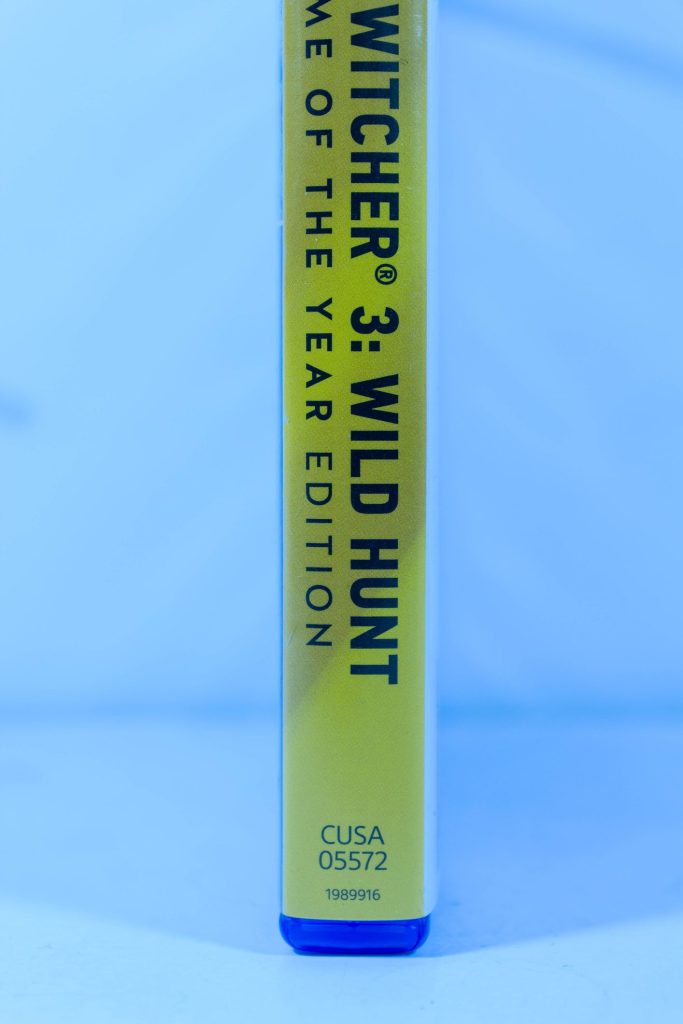 WITCHER® 3: WILD HUNT
ME OF THE YEAR EDITION
CUSA
05572
1989916